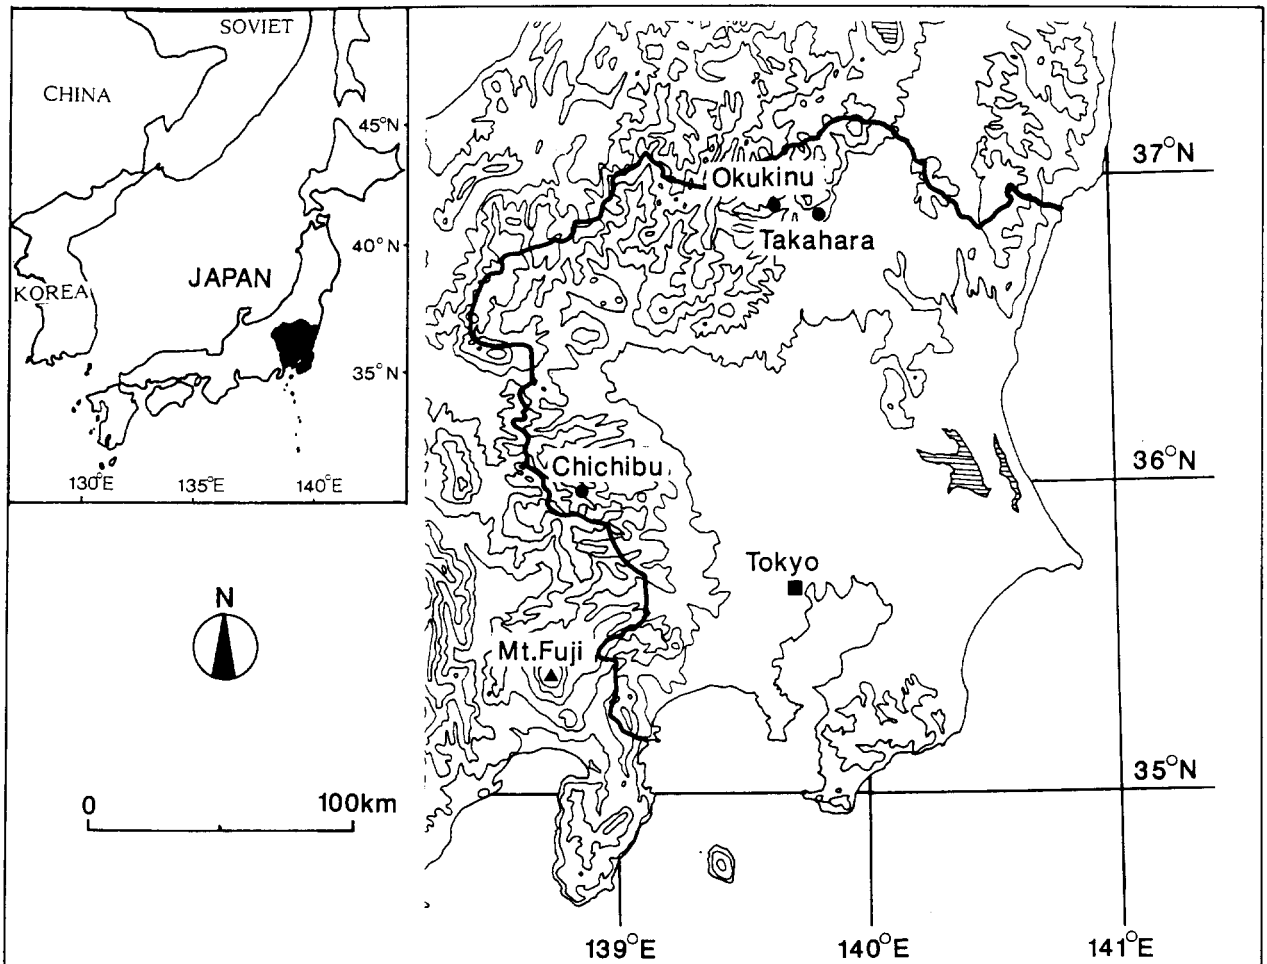 SOVIET
CHINA
45°N
40°N
JAPAN
KOREA
35°N
130°E
135°E
140°E
N
0
100km
37°N
Okukinu
Takahara
36°N
Chichibu
Tokyo
Mt.Fuji
35°N
139°E
140°E
141°E